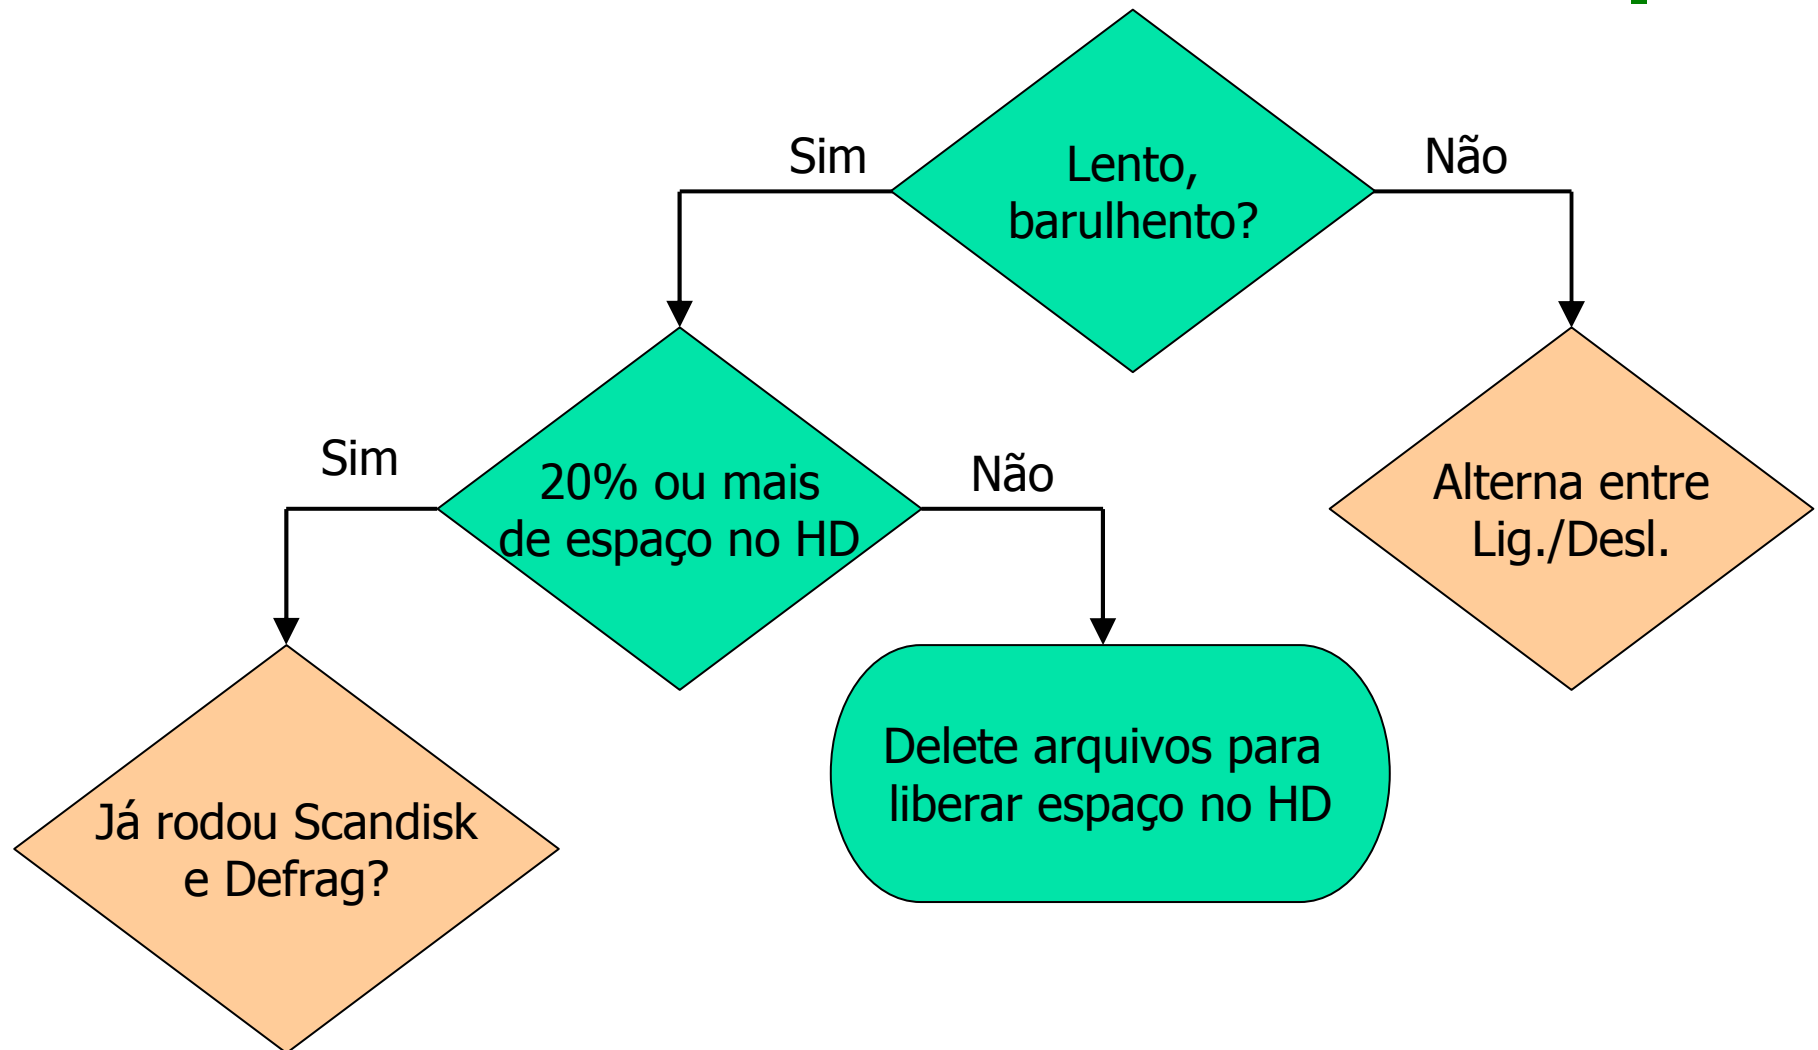 Sim
Lento,
barulhento?
Não
Sim
20% ou mais
de espaço no HD
Não
Alterna entre
Lig./Desl.
Já rodou Scandisk
e Defrag?
Delete arquivos para
liberar espaço no HD